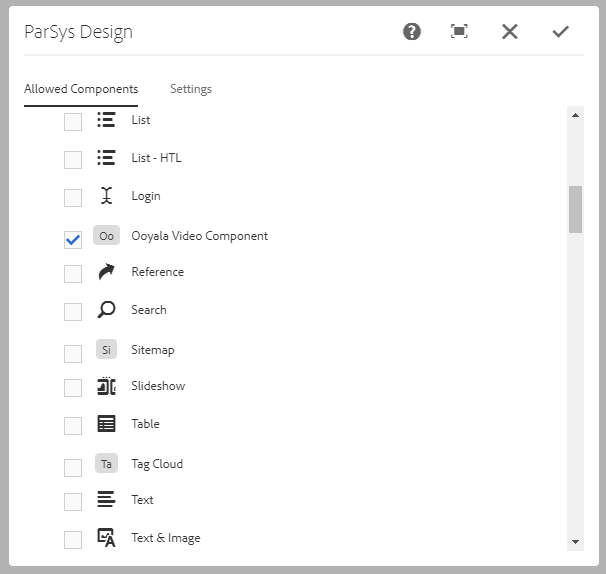 ParSys Design
?
Allowed Components Settings
List
List - HTL
Login
Oo Ooyala Video Component
Reference
Search
Si Sitemap
Slideshow
Table
Ta Tag Cloud
Text
A Text & Image